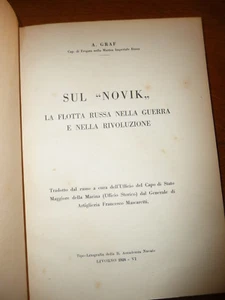 A. GRAF
Cap. di Fregata nella Marina Imperiale Russa
SUL "NOVIK„
LA FLOTTA RUSSA NELLA GUERRA
E NELLA RIVOLUZIONE
Tradotto dal russo a cura dell'Ufficio del Capo di Stato
Maggiore della Marina (Ufficio Storico) dal Generale di
Artiglieria Francesco Mascaretti.
Tipo-Litografia della R. Accademia Navale
LIVORNO